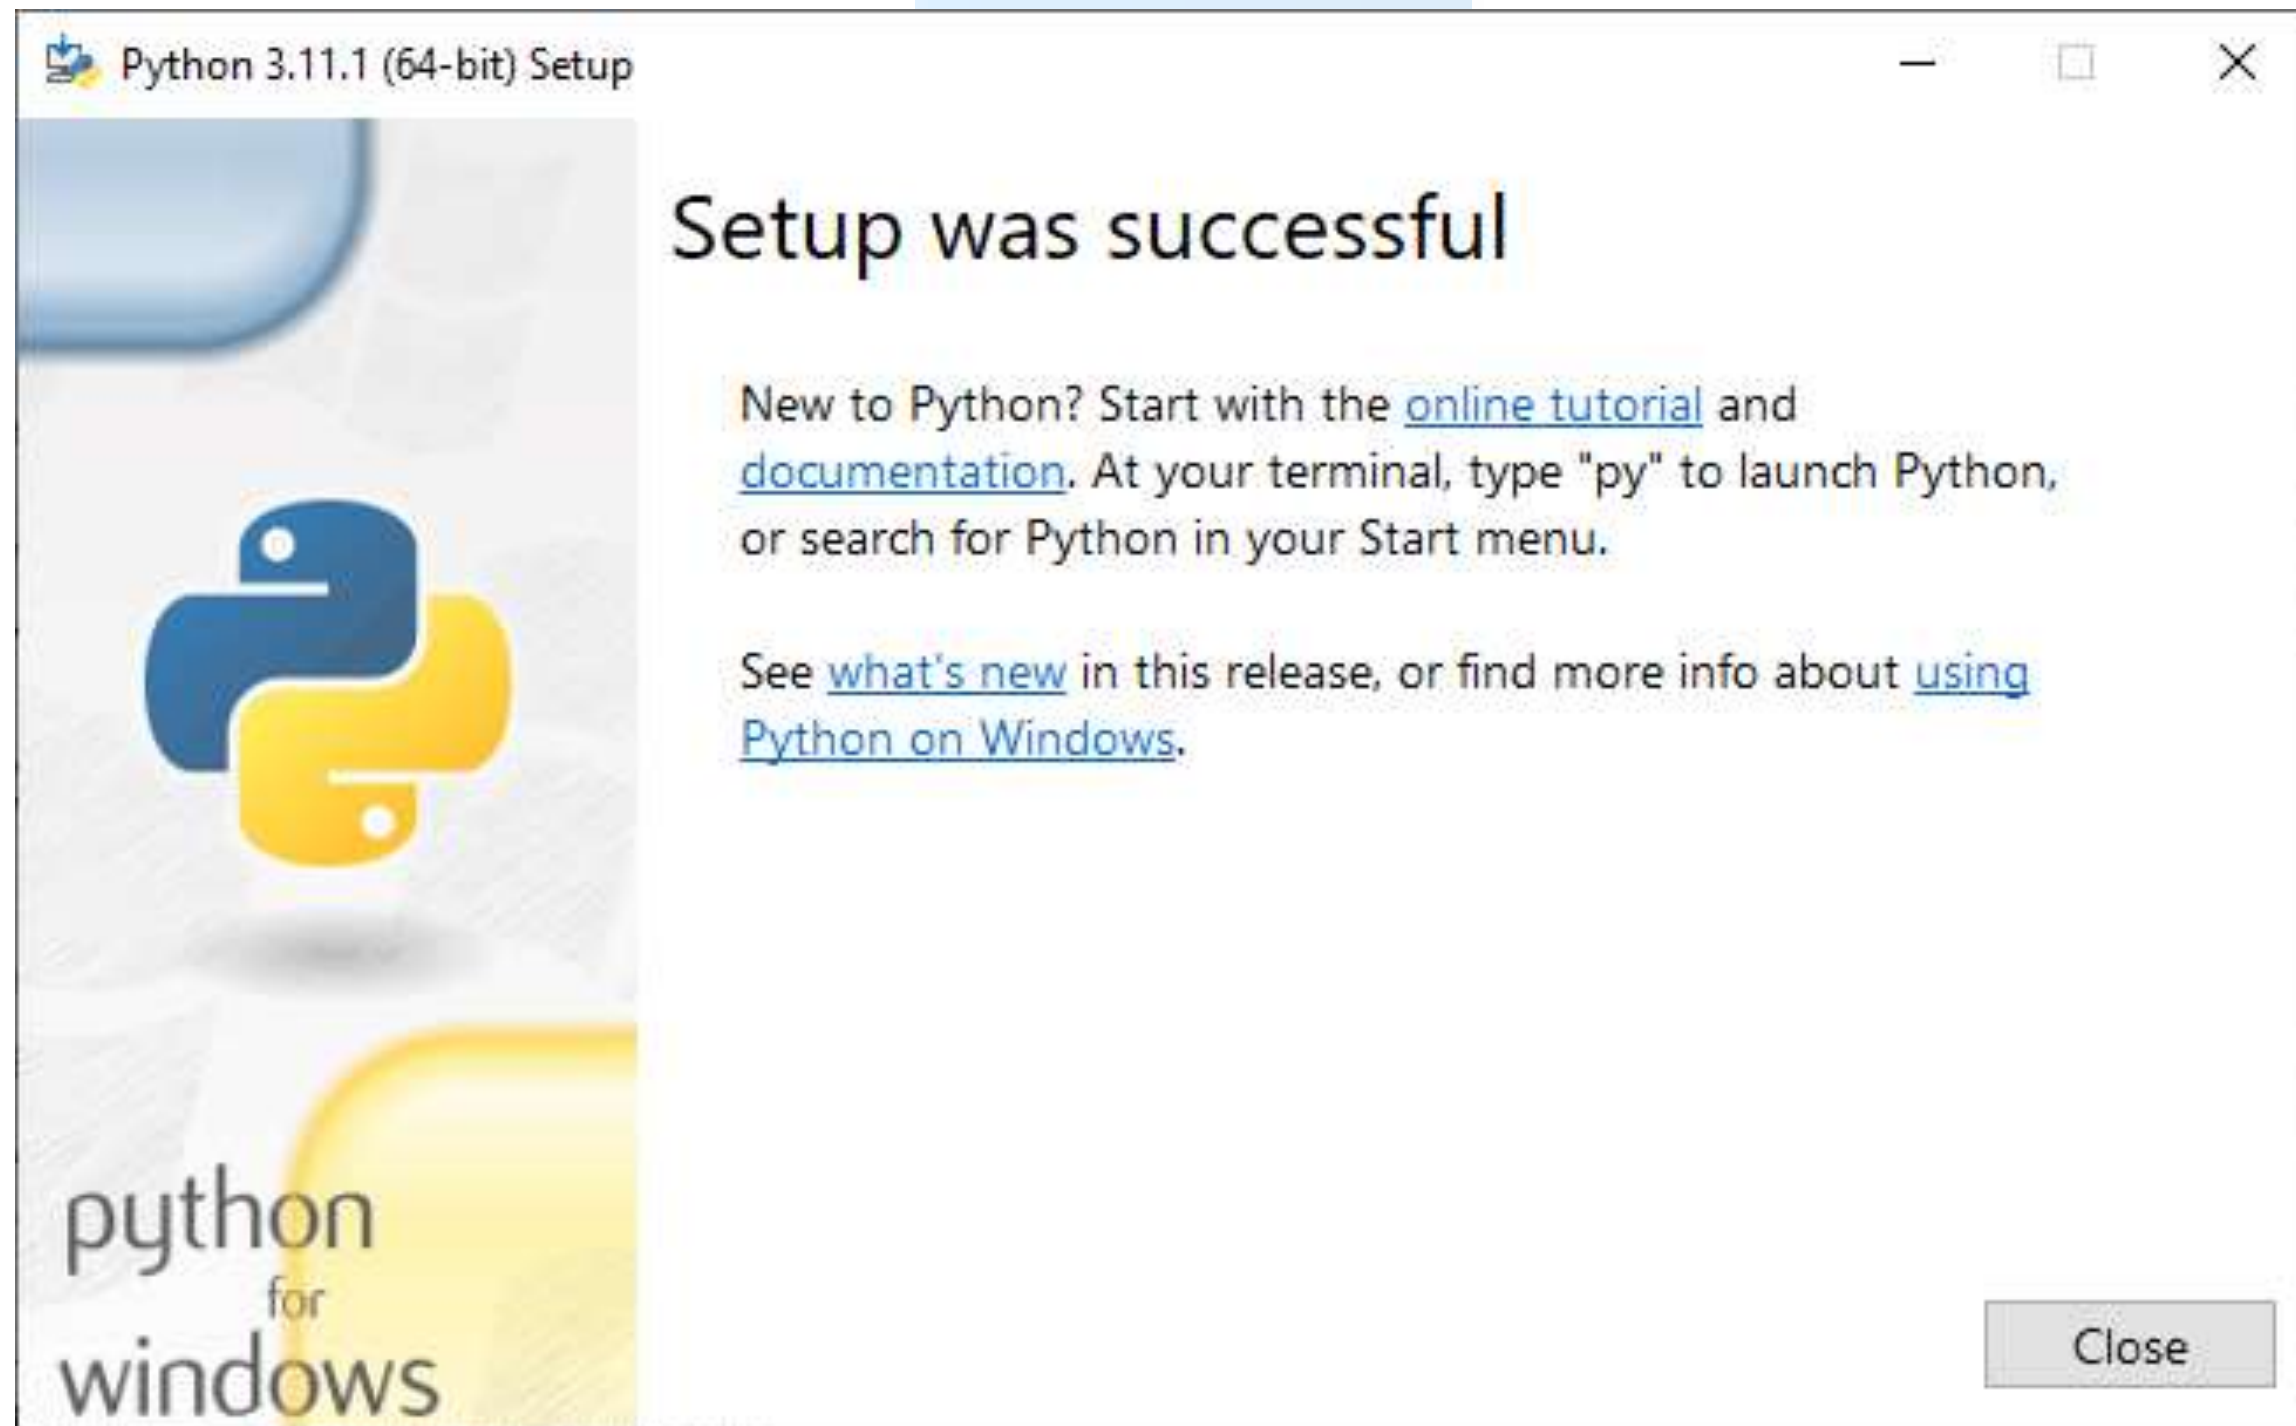 Python 3.11.1 (64-bit) Setup
Setup was successful
New to Python? Start with the online tutorial and
documentation. At your terminal, type "py" to launch Python,
or search for Python in your Start menu.
See what's new in this release, or find more info about using
Python on Windows.
python
for
windows
Close